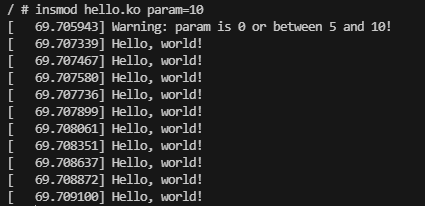 / # insmod hello.ko param=10
[   69.705943] Warning: param is 0 or between 5 and 10!
[   69.707339] Hello, world!
[   69.707467] Hello, world!
[   69.707580] Hello, world!
[   69.707736] Hello, world!
[   69.707899] Hello, world!
[   69.708061] Hello, world!
[   69.708351] Hello, world!
[   69.708637] Hello, world!
[   69.708872] Hello, world!
[   69.709100] Hello, world!